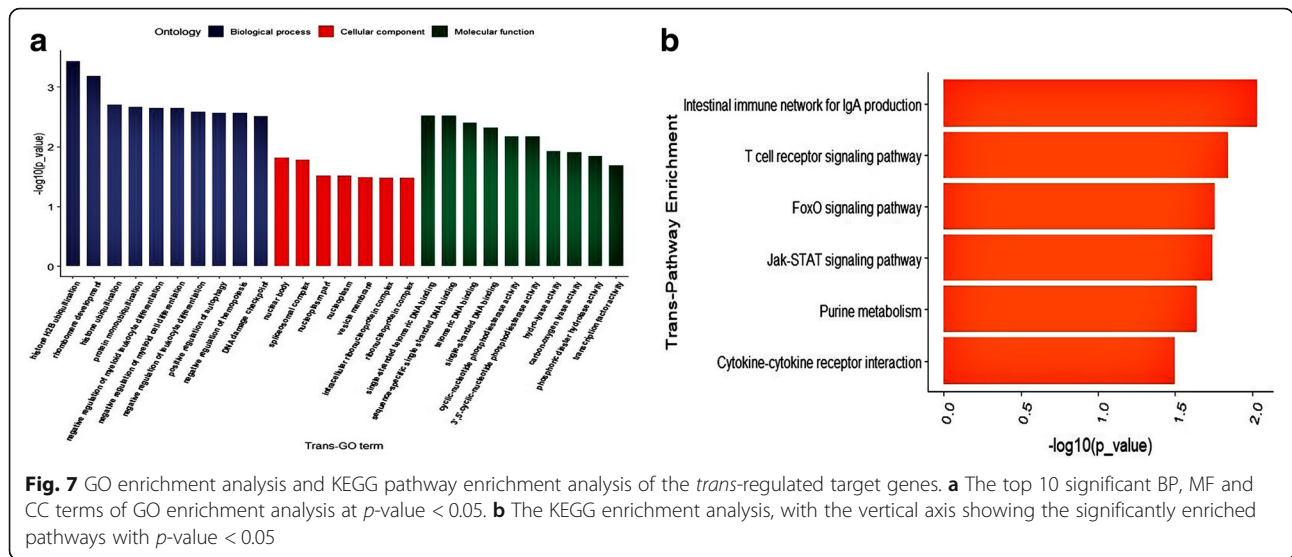 a
Ontology Biological process Cellular component Molecular function
-log10(p_value)
3
2
1
0
histone H2B ubiquitination
rhombomere development
histone ubiquitination
protein monoubiquitination
negative regulation of myeloid leukocyte differentiation
negative regulation of myeloid cell differentiation
negative regulation of leukocyte differentiation
positive regulation of autophagy
negative regulation of hemopoiesis
DNA damage checkpoint
nuclear body
spliceosomal complex
nucleoplasm part
nucleoplasm
vesicle membrane
intracellular ribonucleoprotein complex
ribonucleoprotein complex
single-stranded telomeric DNA binding
sequence-specific single stranded DNA binding
telomeric DNA binding
single-stranded DNA binding
cyclic-nucleotide phosphodiesterase activity
3',5'-cyclic-nucleotide phosphodiesterase activity
hydro-lyase activity
carbon-oxygen lyase activity
phosphoric diester hydrolase activity
transcription factor activity
Trans-GO term
b
Trans-Pathway Enrichment
Intestinal immune network for IgA production
T cell receptor signaling pathway
FoxO signaling pathway
Jak-STAT signaling pathway
Purine metabolism
Cytokine-cytokine receptor interaction
0.0
0.5
1.0
1.5
2.0
-log10(p_value)
Fig. 7 GO enrichment analysis and KEGG pathway enrichment analysis of the trans-regulated target genes. a The top 10 significant BP, MF and
CC terms of GO enrichment analysis at p-value < 0.05. b The KEGG enrichment analysis, with the vertical axis showing the significantly enriched
pathways with p-value < 0.05